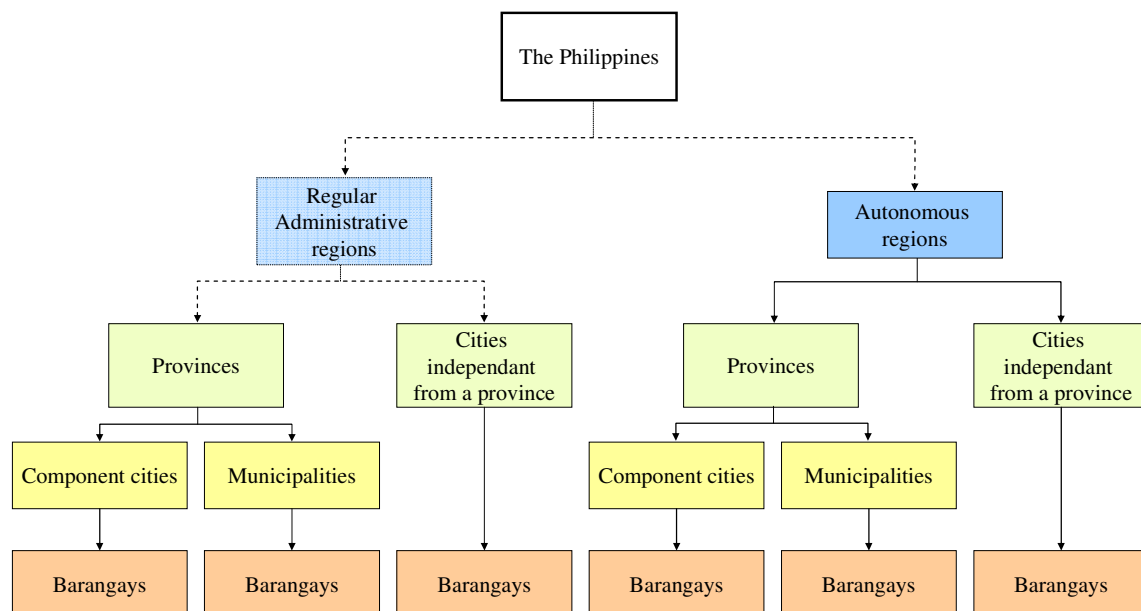 The Philippines
Regular
Administrative
regions
Autonomous
regions
Provinces
Cities
independant
from a province
Provinces
Cities
independant
from a province
Component cities
Municipalities
Component cities
Municipalities
Barangays
Barangays
Barangays
Barangays
Barangays
Barangays